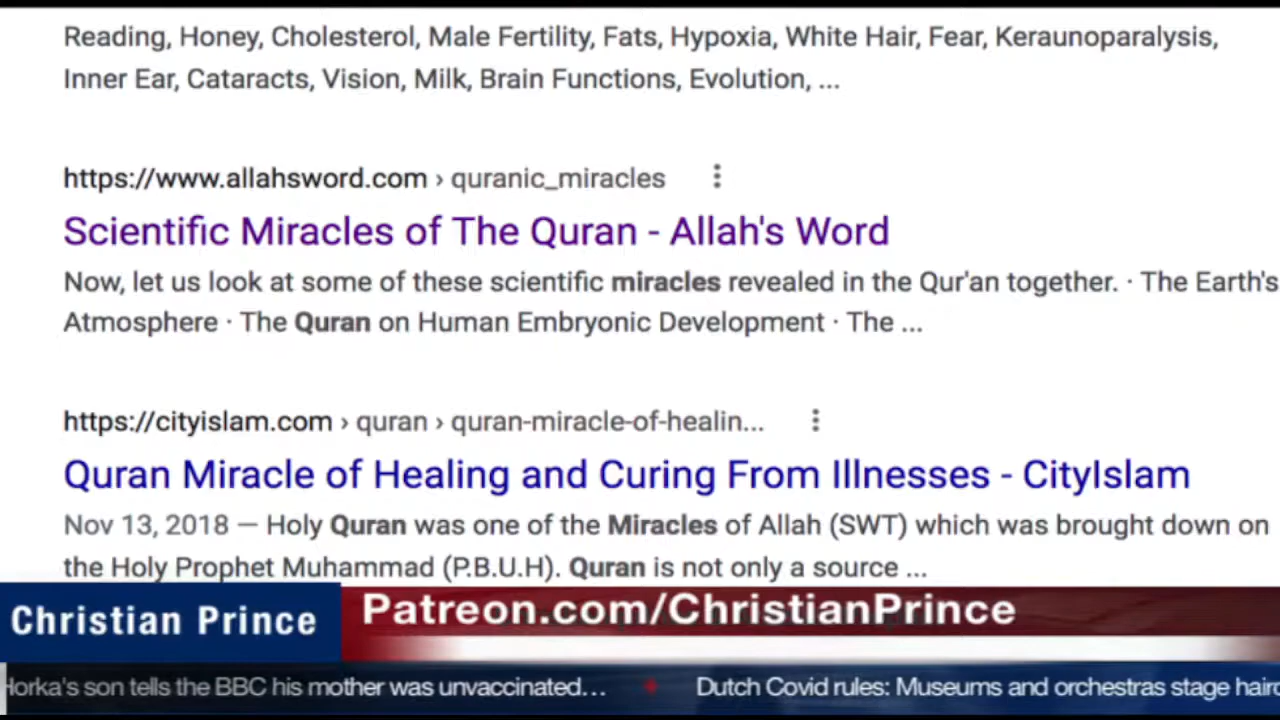 Reading, Honey, Cholesterol, Male Fertility, Fats, Hypoxia, White Hair, Fear, Keraunoparalysis,
Inner Ear, Cataracts, Vision, Milk, Brain Functions, Evolution, ...
https://www.allahsword.com › quranic_miracles
Scientific Miracles of The Quran - Allah's Word
Now, let us look at some of these scientific miracles revealed in the Qur'an together. · The Earth's
Atmosphere · The Quran on Human Embryonic Development · The ...
https://cityislam.com › quran › quran-miracle-of-healin...
Quran Miracle of Healing and Curing From Illnesses - CityIslam
Nov 13, 2018 — Holy Quran was one of the Miracles of Allah (SWT) which was brought down on
the Holy Prophet Muhammad (P.B.U.H). Quran is not only a source ...
Christian Prince
Patreon.com/ChristianPrince
son tells the BBC his mother was unvaccinated... Dutch Covid rules: Museums and orchestras stage